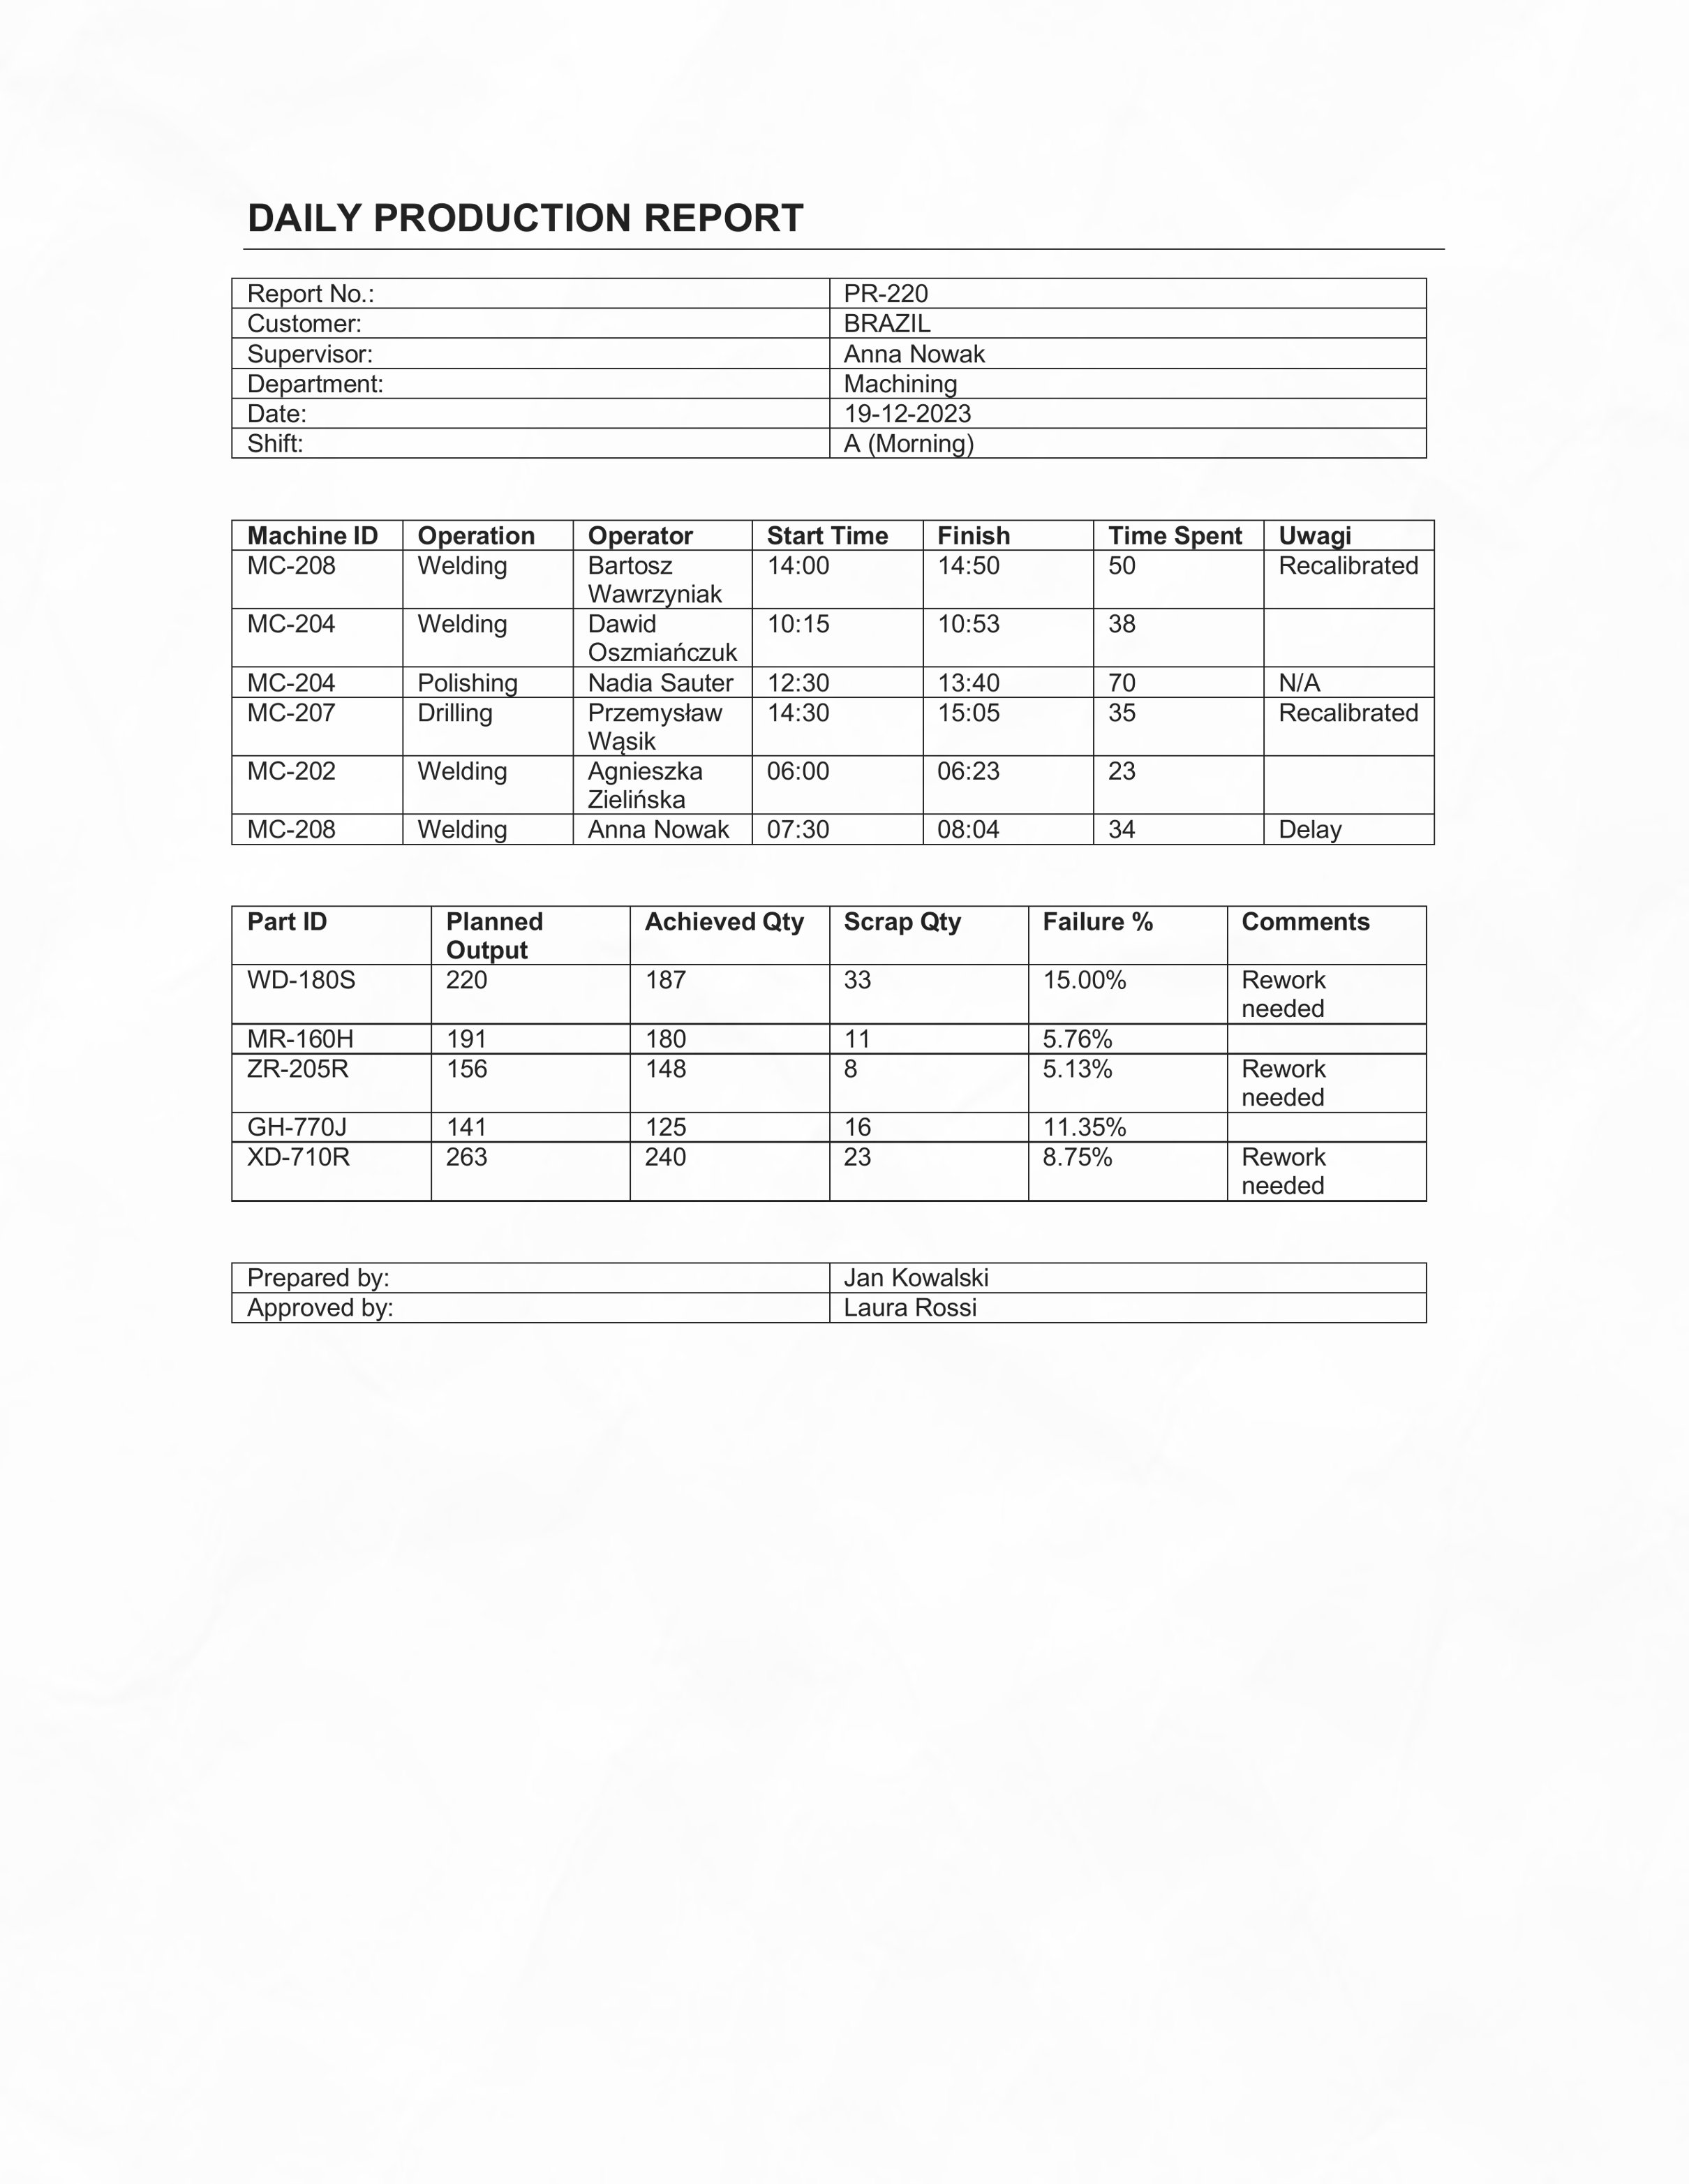 DAILY PRODUCTION REPORT
Report No.: PR-220
Customer: BRAZIL
Supervisor: Anna Nowak
Department: Machining
Date: 19-12-2023
Shift: A (Morning)
Machine ID Operation Operator Start Time Finish Time Spent Uwagi
MC-208 Welding Bartosz Wawrzyniak 14:00 14:50 50 Recalibrated
MC-204 Welding Dawid Oszmiańczuk 10:15 10:53 38
MC-204 Polishing Nadia Sauter 12:30 13:40 70 N/A
MC-207 Drilling Przemysław Wąsik 14:30 15:05 35 Recalibrated
MC-202 Welding Agnieszka Zielińska 06:00 06:23 23
MC-208 Welding Anna Nowak 07:30 08:04 34 Delay
Part ID Planned Output Achieved Qty Scrap Qty Failure % Comments
WD-180S 220 187 33 15.00% Rework needed
MR-160H 191 180 11 5.76%
ZR-205R 156 148 8 5.13% Rework needed
GH-770J 141 125 16 11.35%
XD-710R 263 240 23 8.75% Rework needed
Prepared by: Jan Kowalski
Approved by: Laura Rossi